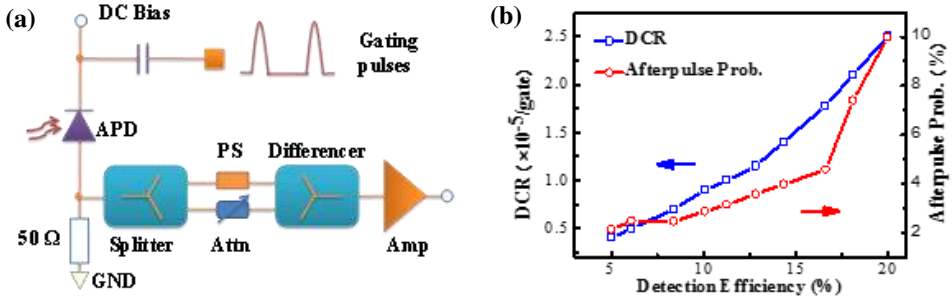 (a)
DC Bias
Gating
pulses
APD
PS
Differencer
50 Ω
Splitter
Attn
Amp
GND
(b)
DCR (×10-5/gate)
2.5
2.0
1.5
1.0
0.5
DCR
Afterpulse Prob.
10
8
6
4
2
Afterpulse Prob. (%)
5
10
15
20
Detection Efficiency (%)